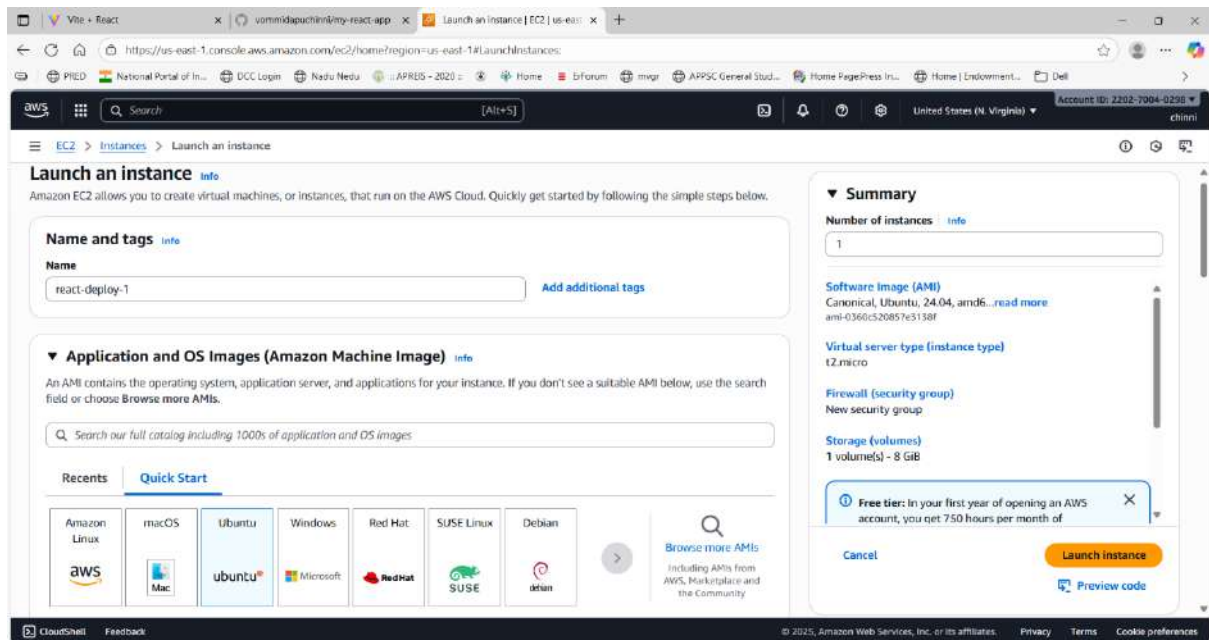 Vite + React
vommidapuchinni/my-react-app
Launch an instance | EC2 | us-east
https://us-east-1.console.aws.amazon.com/ec2/home?region=us-east-1#LaunchInstances:
PRED
National Portal of In...
DCC Login
Nadu Nedu
:: APREIS - 2020 ::
Home
Erforum
mvgr
APPSC General Stud...
Home Page:Press In...
Home | Endowment...
Dell
aws
Search
[Alt+S]
United States (N. Virginia)
Account ID: 2202-7004-0298
chinni
EC2 > Instances > Launch an instance
Launch an instance Info
Amazon EC2 allows you to create virtual machines, or instances, that run on the AWS Cloud. Quickly get started by following the simple steps below.
Name and tags Info
Name
react-deploy-1
Add additional tags
Application and OS Images (Amazon Machine Image) Info
An AMI contains the operating system, application server, and applications for your instance. If you don't see a suitable AMI below, use the search
field or choose Browse more AMIs.
Search our full catalog including 1000s of application and OS images
Recents
Quick Start
Amazon
Linux
aws
macOS
Mac
Ubuntu
ubuntu
Windows
Microsoft
Red Hat
Red Hat
SUSE Linux
SUSE
Debian
debian
Browse more AMIs
Including AMIs from
AWS, Marketplace and
the Community
Summary
Number of instances Info
1
Software Image (AMI)
Canonical, Ubuntu, 24.04, amd6...read more
ami-0360c520857e3138f
Virtual server type (instance type)
t2.micro
Firewall (security group)
New security group
Storage (volumes)
1 volume(s) - 8 GiB
Free tier: In your first year of opening an AWS
account, you get 750 hours per month of
Cancel
Launch instance
Preview code
CloudShell
Feedback
© 2025, Amazon Web Services, Inc. or its affiliates.
Privacy
Terms
Cookie preferences